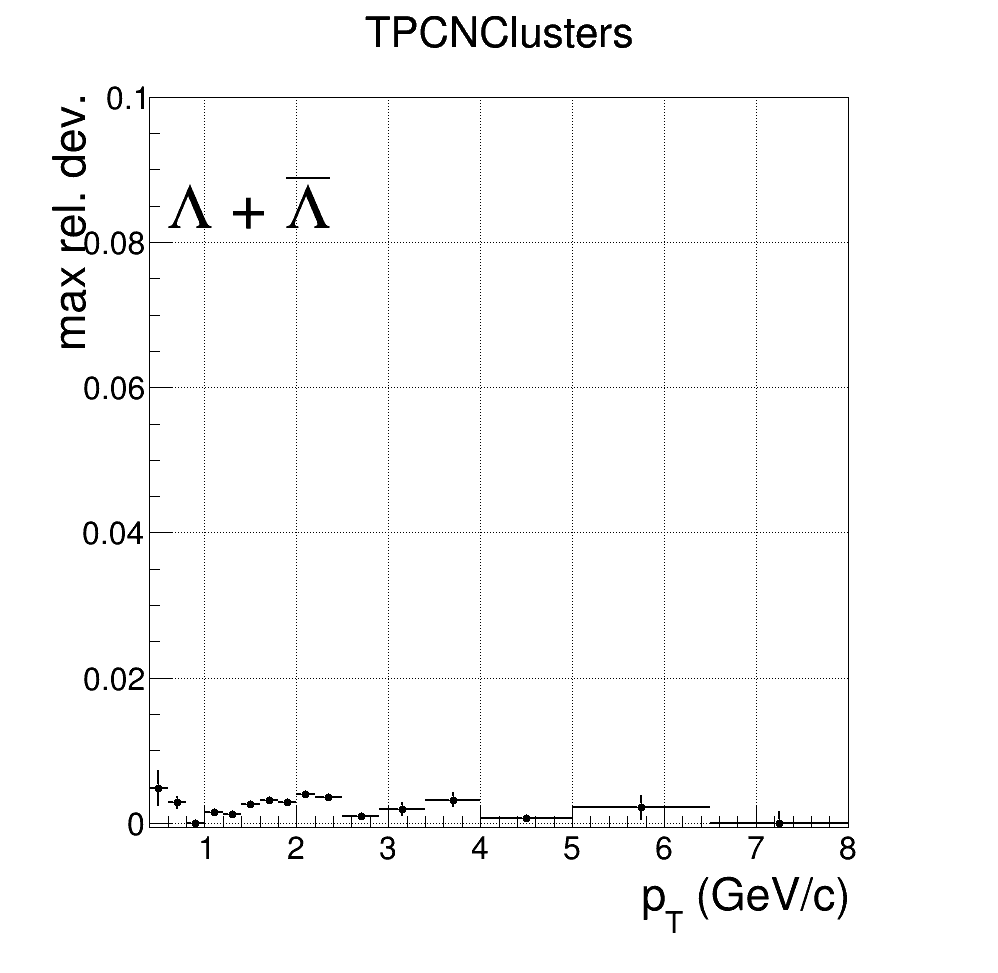 TPCNClusters
max rel. dev.
0.1
Λ + Λ̅
0.08
0.06
0.04
0.02
0
1 2 3 4 5 6 7 8
p_T (GeV/c)